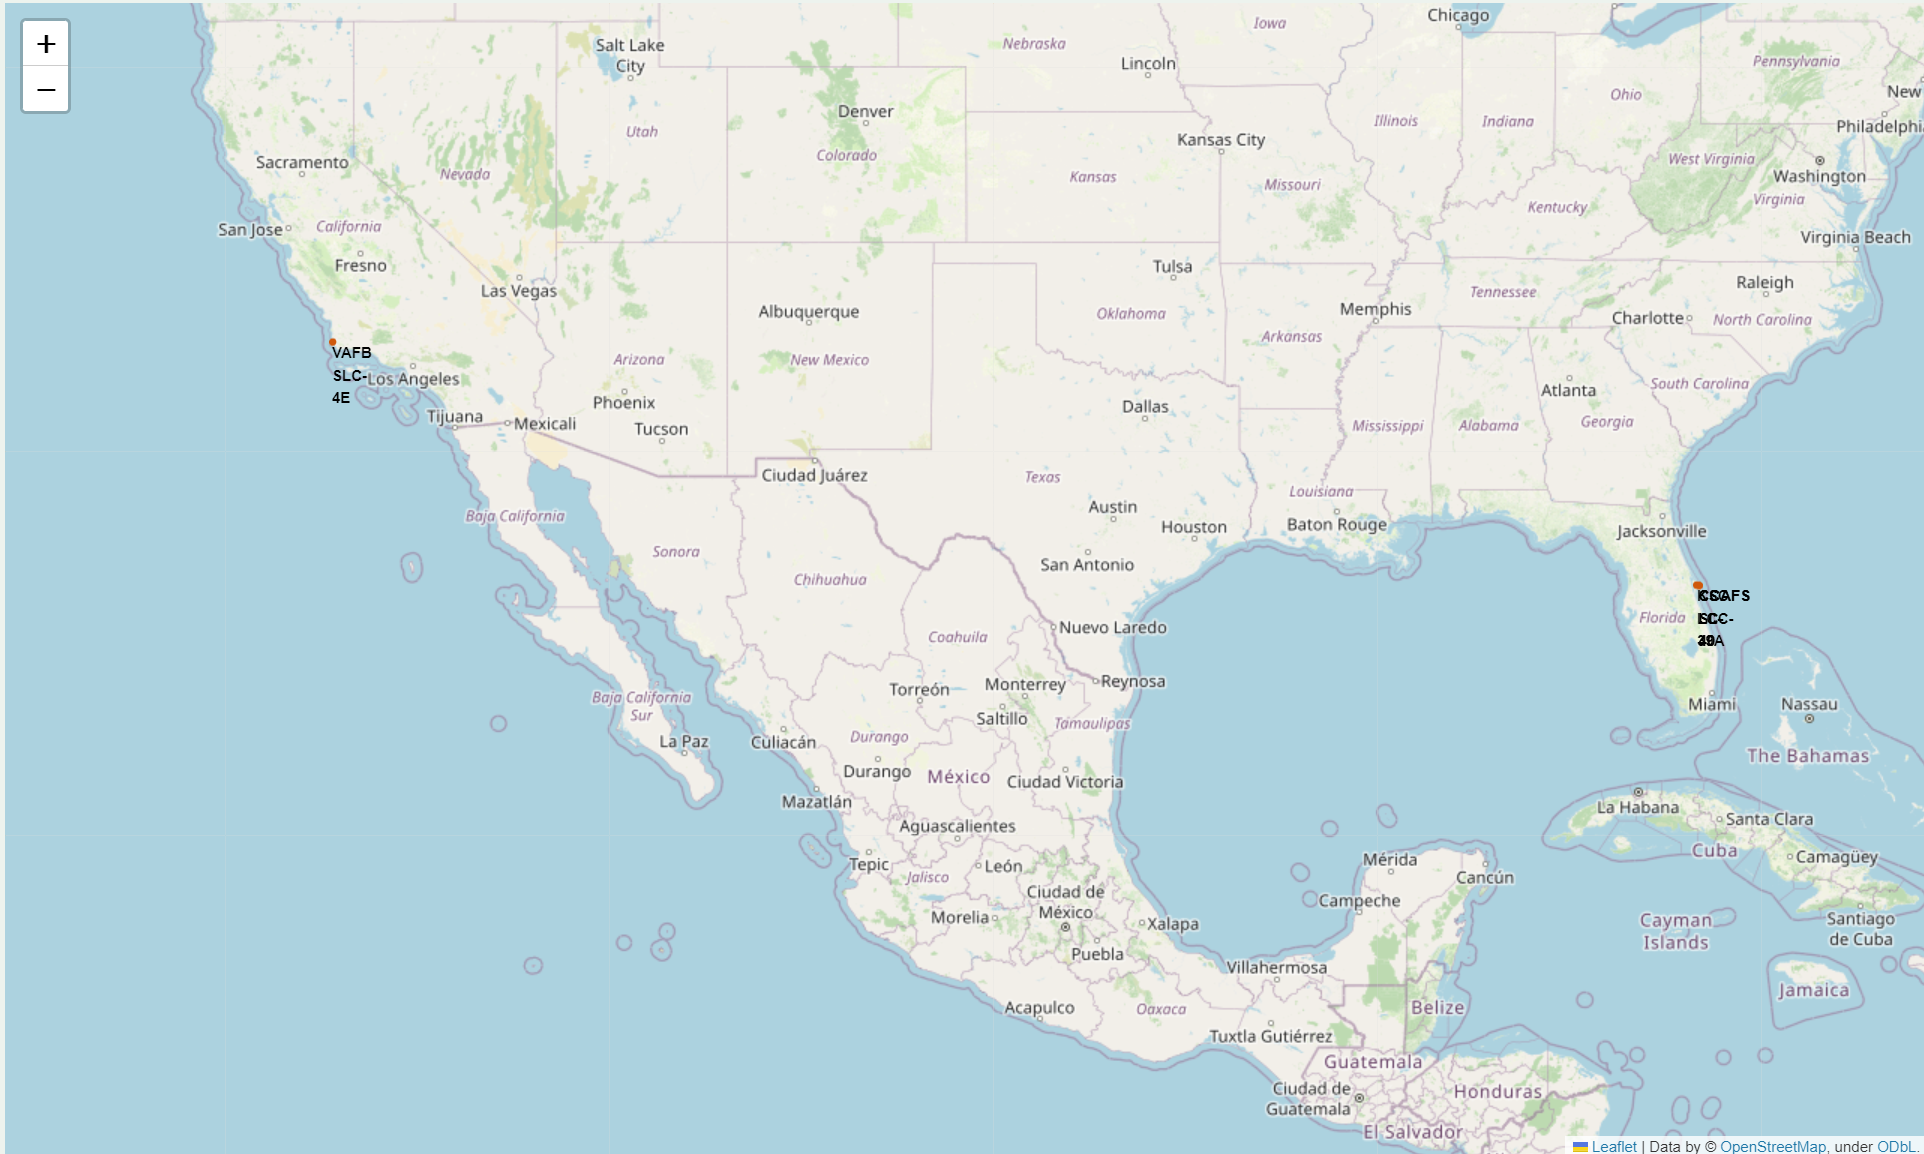 +
−
Chicago
Iowa
Salt Lake
City
Nebraska
Lincoln
Pennsylvania
New
Denver
Ohio
Philadelphi
Utah
Colorado
Kansas City
Illinois
Indiana
Sacramento
Nevada
Kansas
Missouri
West Virginia
Washington
Virginia
San Jose
California
Kentucky
Virginia Beach
Fresno
Las Vegas
Tulsa
Raleigh
Albuquerque
Oklahoma
Memphis
Tennessee
Charlotte
North Carolina
VAFB
SLC-
4E
Los Angeles
Arizona
New Mexico
Arkansas
Phoenix
Dallas
Atlanta
South Carolina
Tijuana
Mexicali
Tucson
Mississippi
Alabama
Georgia
Ciudad Juárez
Texas
Louisiana
Baja California
Austin
Houston
Baton Rouge
Jacksonville
Sonora
Chihuahua
San Antonio
Florida
Coahuila
Nuevo Laredo
Baja California
Sur
Torreón
Monterrey
Reynosa
Saltillo
Tamaulipas
Miami
Nassau
La Paz
Culiacán
Durango
The Bahamas
Durango
México
Ciudad Victoria
Mazatlán
La Habana
Santa Clara
Aguascalientes
Cuba
Camagüey
Tepic
León
Mérida
Cancún
Jalisco
Ciudad de
México
Campeche
Morelia
Xalapa
Cayman
Islands
Santiago
de Cuba
Puebla
Villahermosa
Jamaica
Acapulco
Oaxaca
Belize
Tuxtla Gutiérrez
Guatemala
Honduras
Ciudad de
Guatemala
El Salvador
Leaflet | Data by © OpenStreetMap, under ODbL.